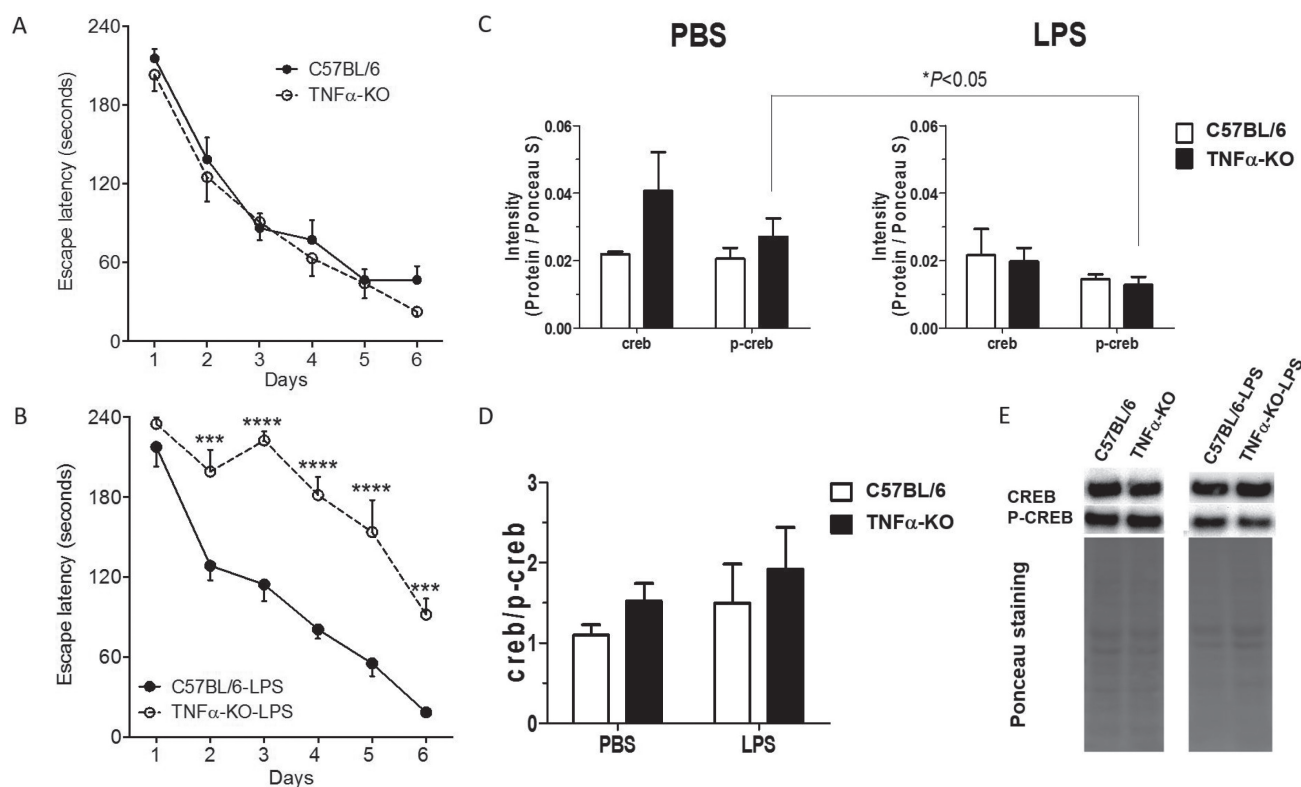 A
Escape latency (seconds)
240
180
120
60
0
C57BL/6
TNFα-KO
1 2 3 4 5 6
Days
B
Escape latency (seconds)
240
180
120
60
0
*** **** **** **** ***
C57BL/6-LPS
TNFα-KO-LPS
1 2 3 4 5 6
Days
C
PBS
LPS
*P<0.05
Intensity
(Protein / Ponceau S)
0.06
0.04
0.02
0.00
creb p-creb
Intensity
(Protein / Ponceau S)
0.06
0.04
0.02
0.00
creb p-creb
C57BL/6
TNFα-KO
D
creb/p-creb
3
2
1
0
PBS LPS
C57BL/6
TNFα-KO
E
C57BL/6
TNFα-KO
C57BL/6-LPS
TNFα-KO-LPS
CREB
P-CREB
Ponceau staining